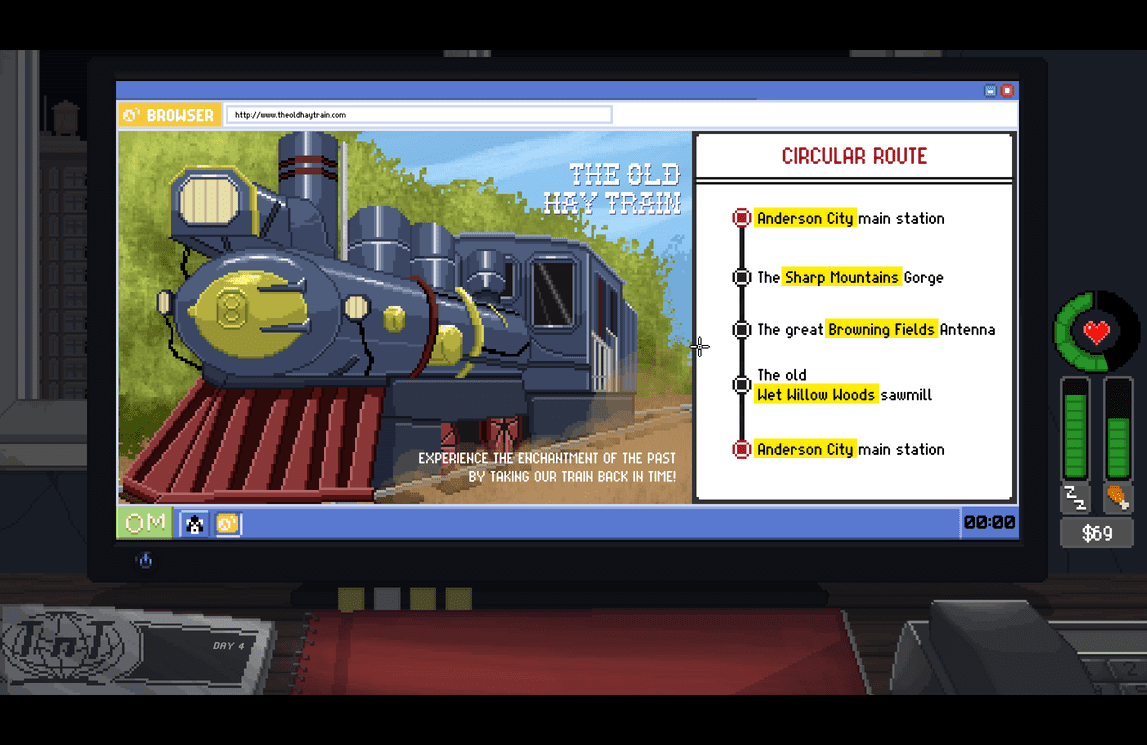 BROWSER
http://www.theoldhaytrain.com
THE OLD
HAY TRAIN
8
EXPERIENCE THE ENCHANTMENT OF THE PAST
BY TAKING OUR TRAIN BACK IN TIME!
CIRCULAR ROUTE
Anderson City main station
The Sharp Mountains Gorge
The great Browning Fields Antenna
The old
Wet Willow Woods sawmill
Anderson City main station
OM
00:00
Z Z
$69
TnT
DAY 4